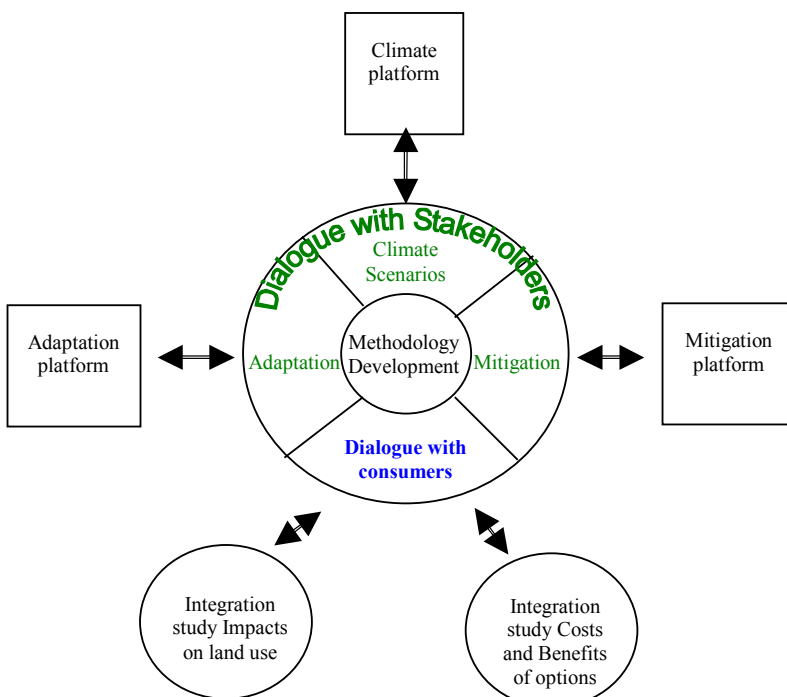 Climate
platform
Dialogue with Stakeholders
Climate
Scenarios
Adaptation
platform
Adaptation
Methodology
Development
Mitigation
Mitigation
platform
Dialogue with
consumers
Integration
study Impacts
on land use
Integration
study Costs
and Benefits
of options